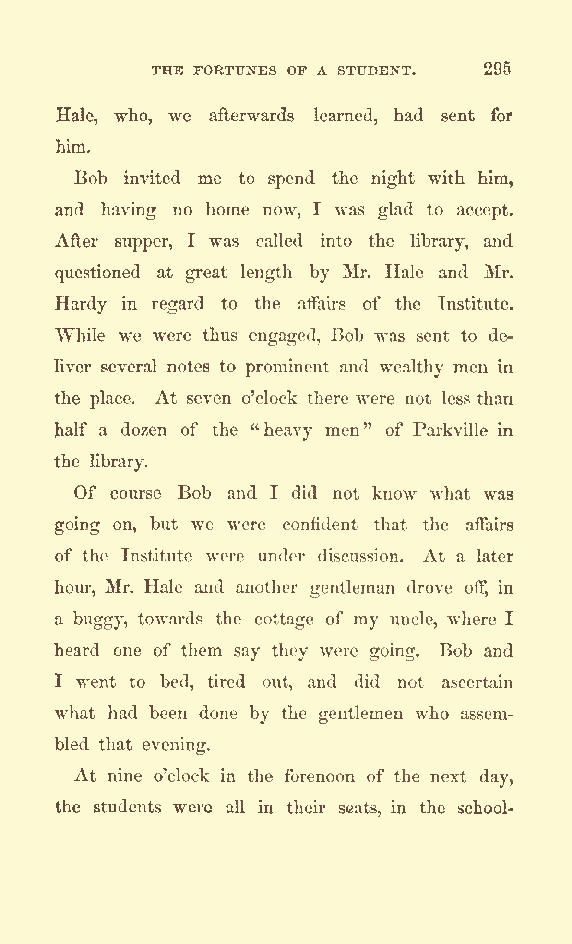 THE FORTUNES OF A STUDENT. 295
Hale, who, we afterwards learned, had sent for
him.
Bob invited me to spend the night with him,
and having no home now, I was glad to accept.
After supper, I was called into the library, and
questioned at great length by Mr. Hale and Mr.
Hardy in regard to the affairs of the Institute.
While we were thus engaged, Bob was sent to de-
liver several notes to prominent and wealthy men in
the place. At seven o'clock there were not less than
half a dozen of the "heavy men" of Parkville in
the library.
Of course Bob and I did not know what was
going on, but we were confident that the affairs
of the Institute were under discussion. At a later
hour, Mr. Hale and another gentleman drove off, in
a buggy, towards the cottage of my uncle, where I
heard one of them say they were going. Bob and
I went to bed, tired out, and did not ascertain
what had been done by the gentlemen who assem-
bled that evening.
At nine o'clock in the forenoon of the next day,
the students were all in their seats, in the school-